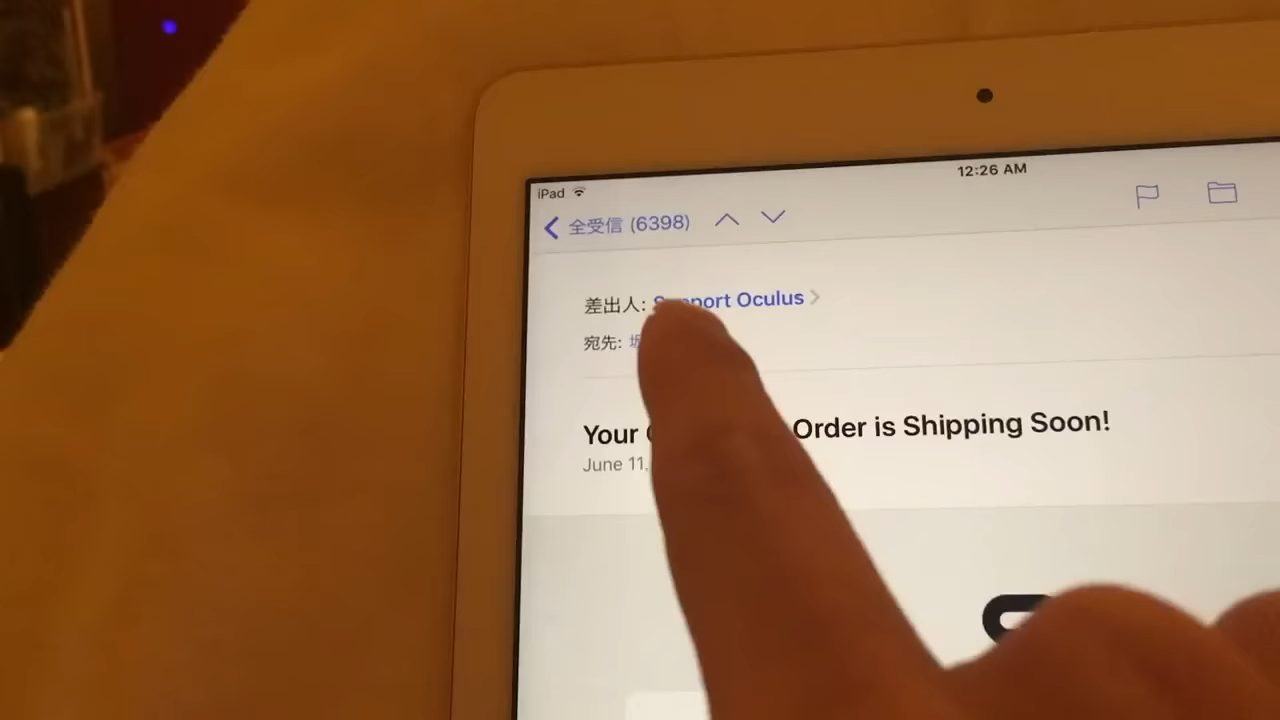 iPad 12:26 AM
全受信 (6398)
差出人: Support Oculus
宛先:
Your Order is Shipping Soon!
June 11,